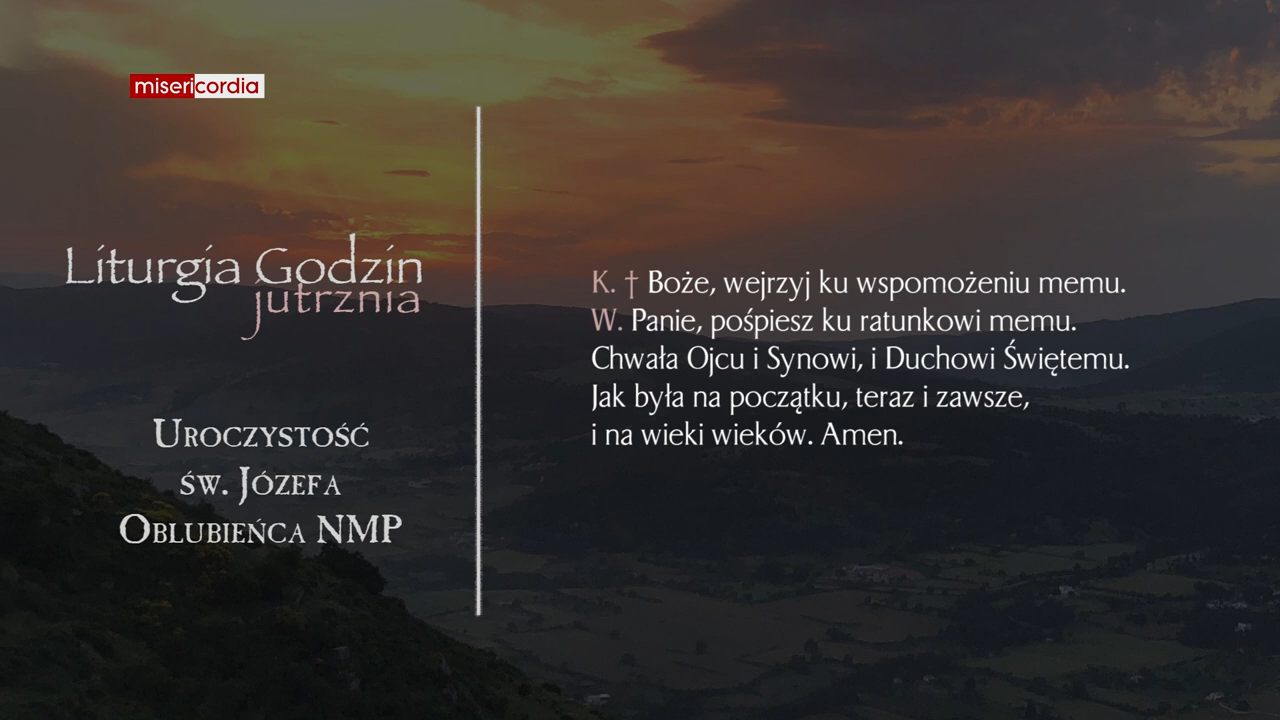 misericordia
Liturgia Godzin
jutrznia
Uroczystość
św. Józefa
Oblubieńca NMP
K. † Boże, wejrzyj ku wspomożeniu memu.
W. Panie, pośpiesz ku ratunkowi memu.
Chwała Ojcu i Synowi, i Duchowi Świętemu.
Jak była na początku, teraz i zawsze,
i na wieki wieków. Amen.